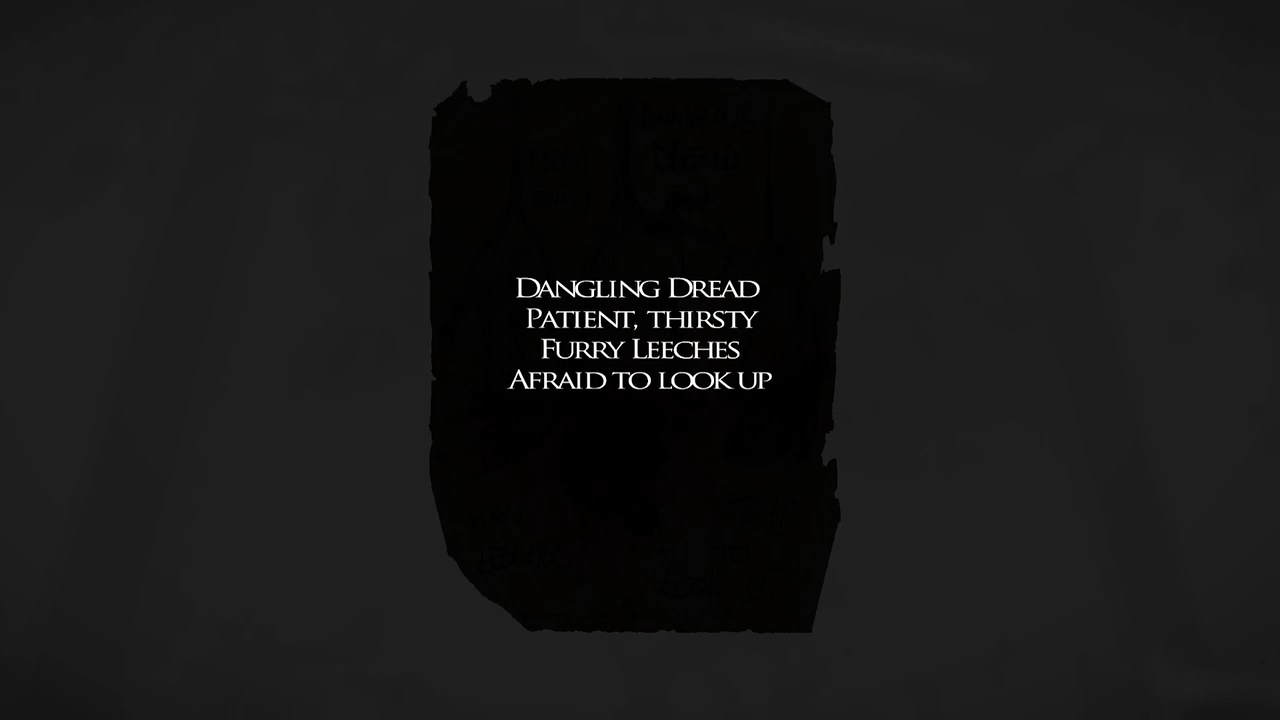 Dangling Dread
Patient, thirsty
Furry Leeches
Afraid to look up